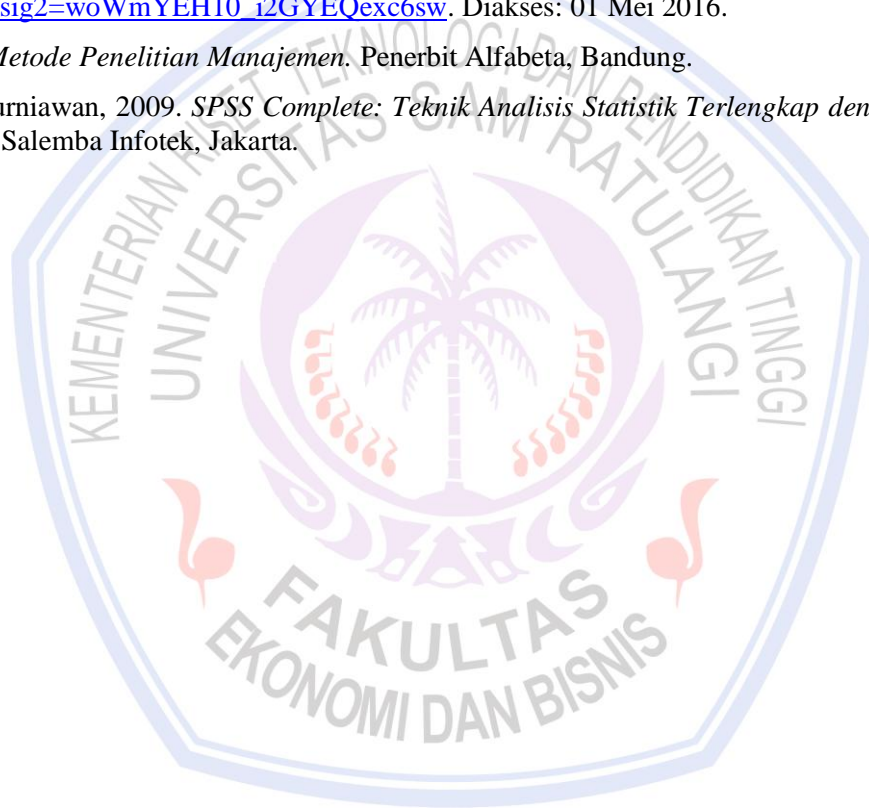 sig2=woWmYEH10_i2GYEQexc6sw. Diakses: 01 Mei 2016.
Metode Penelitian Manajemen. Penerbit Alfabeta, Bandung.
urniawan, 2009. SPSS Complete: Teknik Analisis Statistik Terlengkap den
Salemba Infotek, Jakarta.
KEMENTERIAN RISET TEKNOLOGI DAN PENDIDIKAN TINGGI
UNIVERSITAS SAM RATULANGI
FAKULTAS
EKONOMI DAN BISNIS